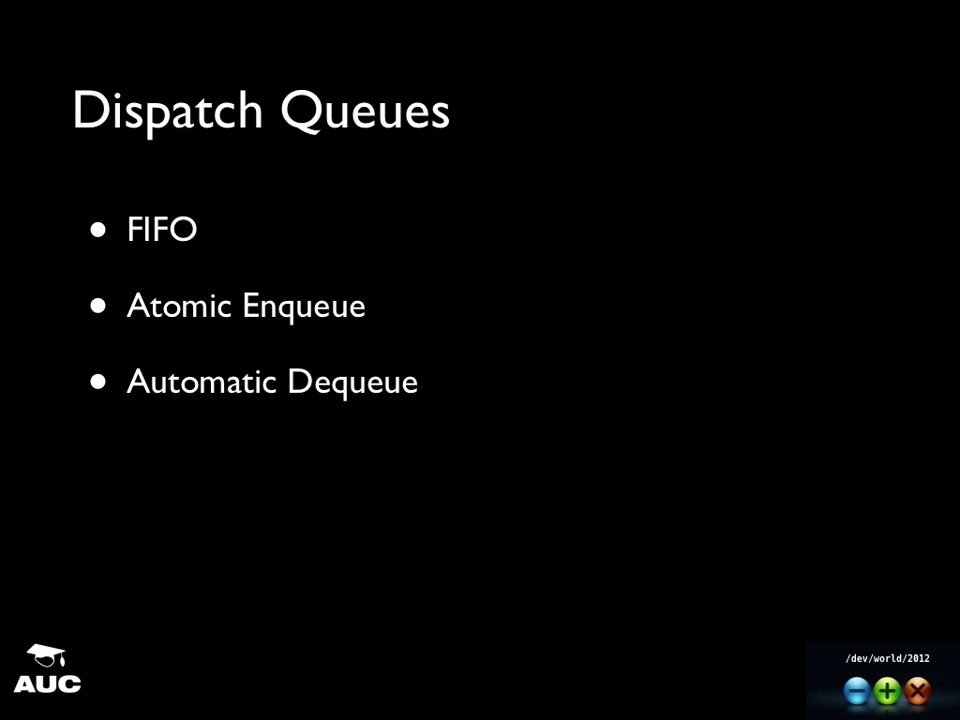 Dispatch Queues
• FIFO
• Atomic Enqueue
• Automatic Dequeue
AUC
/dev/world/2012